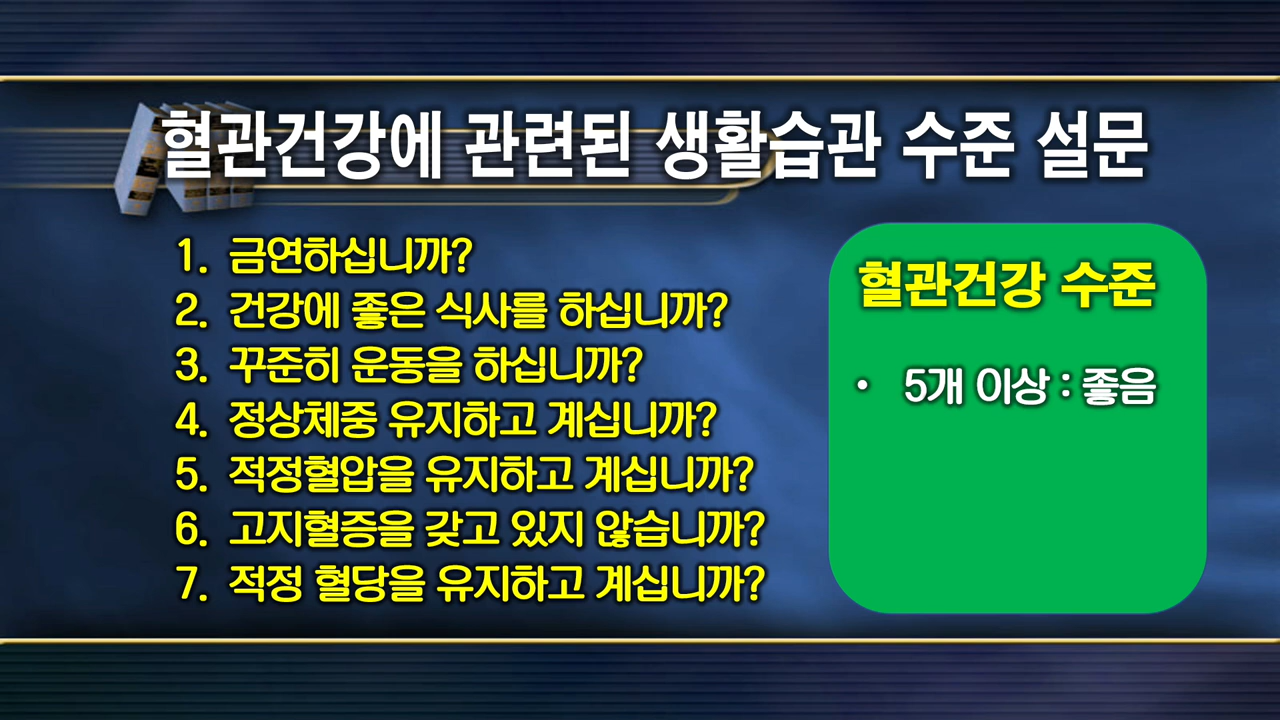 혈관건강에 관련된 생활습관 수준 설문
1. 금연하십니까?
2. 건강에 좋은 식사를 하십니까?
3. 꾸준히 운동을 하십니까?
4. 정상체중 유지하고 계십니까?
5. 적정혈압을 유지하고 계십니까?
6. 고지혈증을 갖고 있지 않습니까?
7. 적정 혈당을 유지하고 계십니까?
혈관건강 수준
• 5개 이상 : 좋음